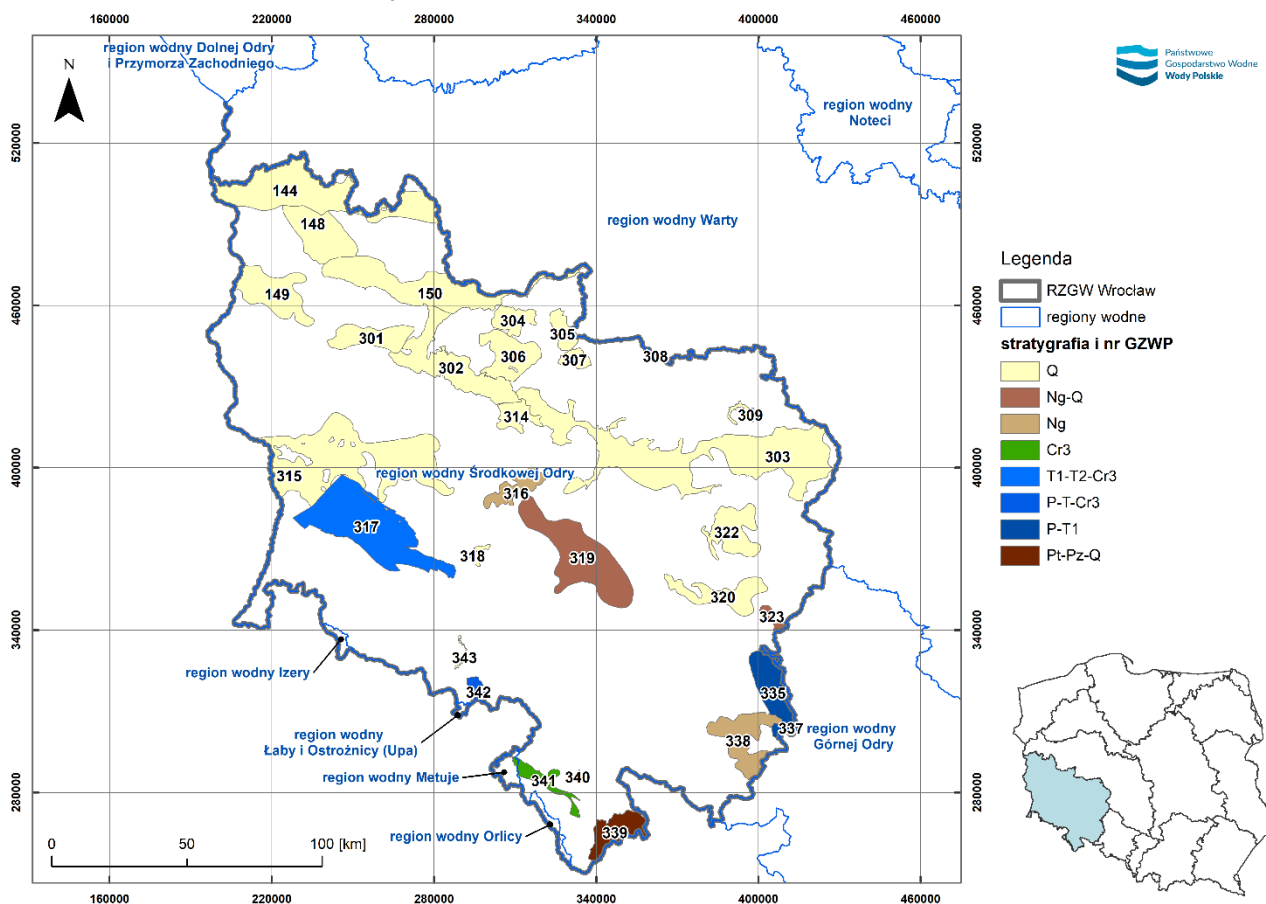 160000
220000
280000
340000
400000
460000
region wodny Dolnej Odry
i Przymorza Zachodniego
N
Państwowe
Gospodarstwo Wodne
Wody Polskie
region wodny
Noteci
520000
520000
144
148
region wodny Warty
149
150
460000
460000
301
304
305
306
307
308
302
314
309
303
400000
400000
315
region wodny Środkowej Odry
316
317
318
319
322
320
323
340000
340000
343
region wodny Izery
342
335
337
region wodny
Łaby i Ostrożnicy (Upa)
338
region wodny
Górnej Odry
region wodny Metuje
341
340
280000
280000
region wodny Orlicy
339
0
50
100 [km]
160000
220000
280000
340000
400000
460000
Legenda
RZGW Wrocław
regiony wodne
stratygrafia i nr GZWP
Q
Ng-Q
Ng
Cr3
T1-T2-Cr3
P-T-Cr3
P-T1
Pt-Pz-Q